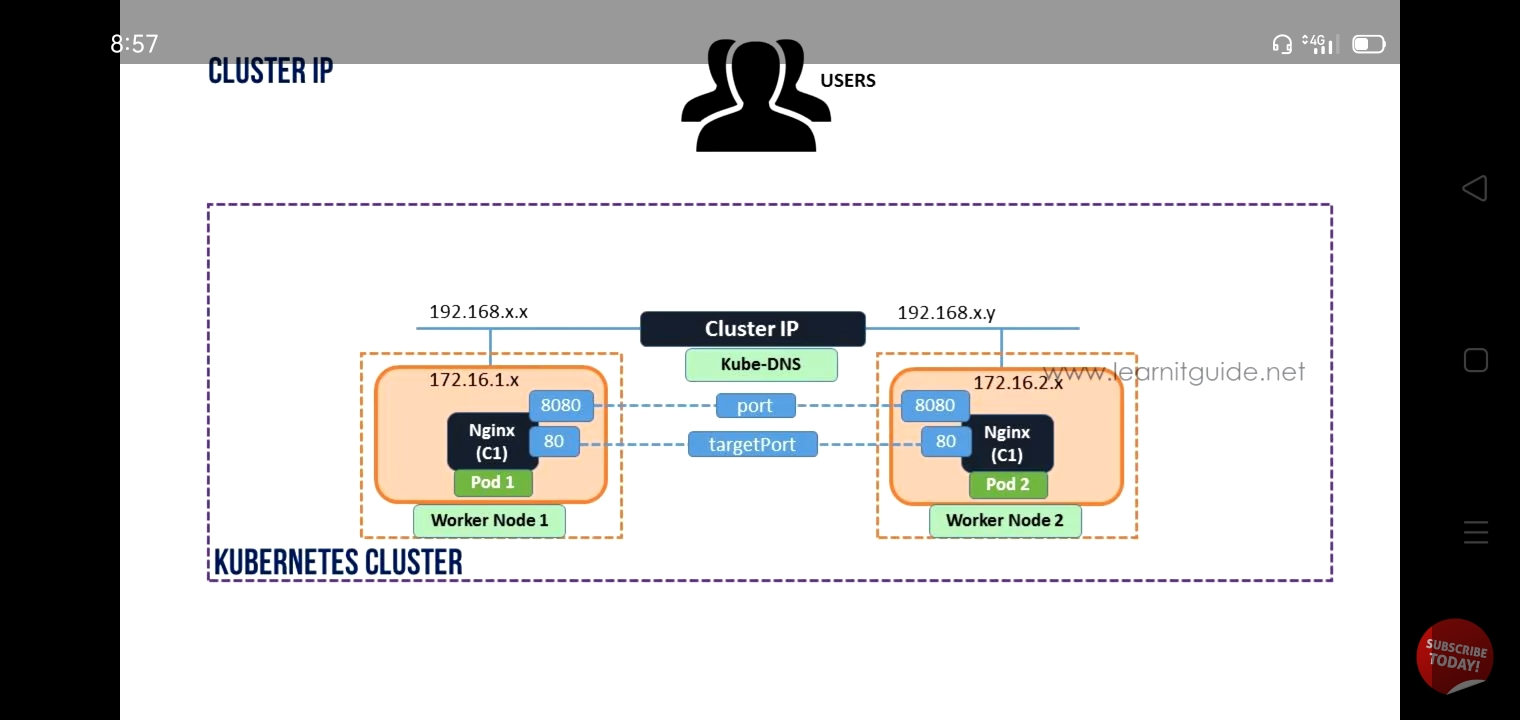 8:57
4G
CLUSTER IP
USERS
192.168.x.x
Cluster IP
192.168.x.y
Kube-DNS
172.16.1.x
172.16.2.x
www.learnitguide.net
8080
port
8080
Nginx
(C1)
80
targetPort
80
Nginx
(C1)
Pod 1
Pod 2
Worker Node 1
Worker Node 2
KUBERNETES CLUSTER
SUBSCRIBE
TODAY!